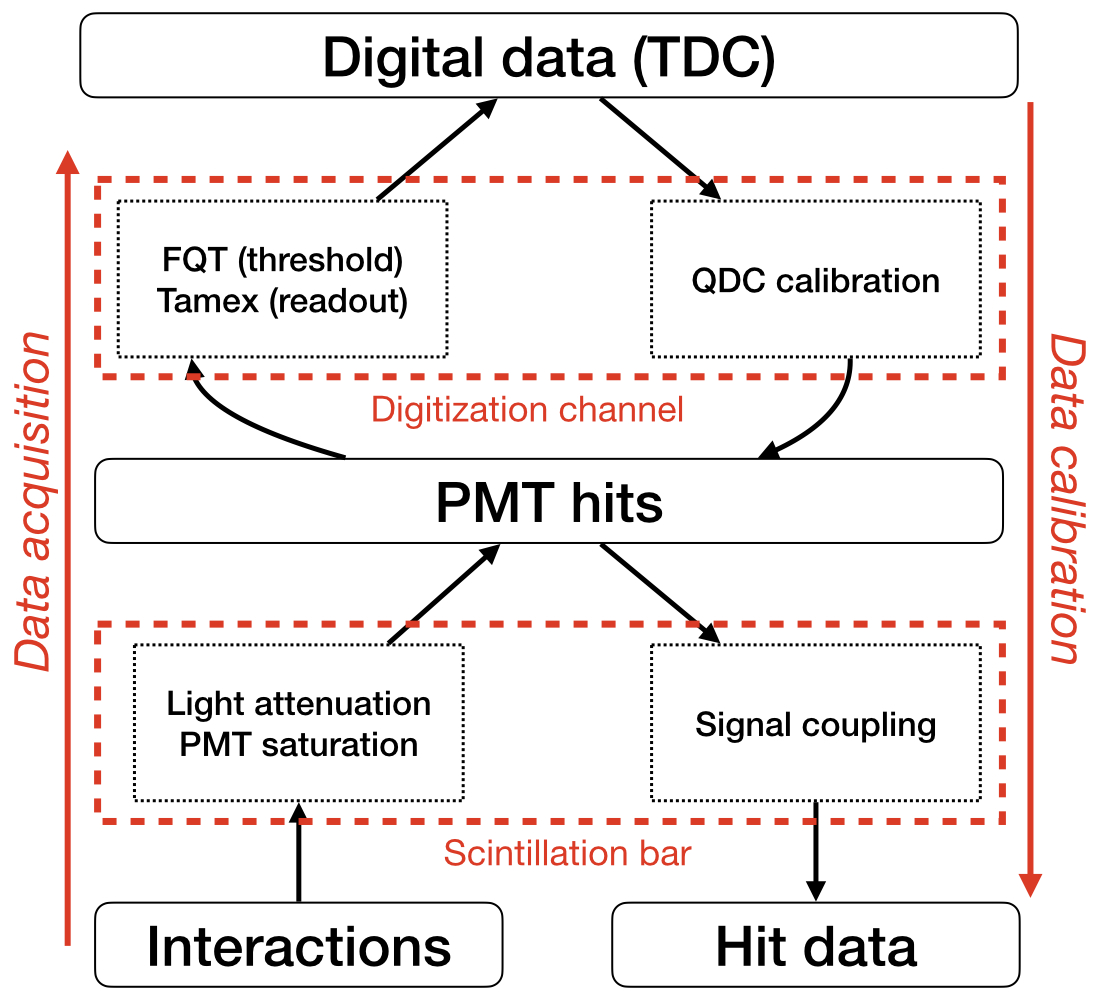 Digital data (TDC)
FQT (threshold)
Tamex (readout)
QDC calibration
Digitization channel
Data acquisition
Data calibration
PMT hits
Light attenuation
PMT saturation
Signal coupling
Scintillation bar
Interactions
Hit data